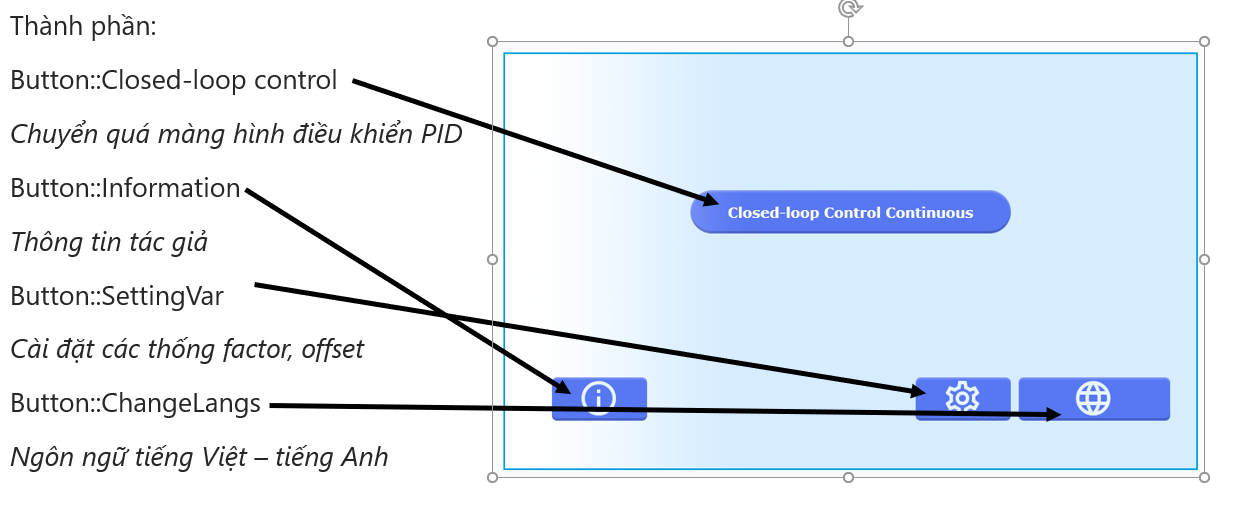 Thành phần:
Button::Closed-loop control
Chuyển quá màng hình điều khiển PID
Button::Information
Thông tin tác giả
Button::SettingVar
Cài đặt các thống factor, offset
Button::ChangeLangs
Ngôn ngữ tiếng Việt – tiếng Anh
Closed-loop Control Continuous